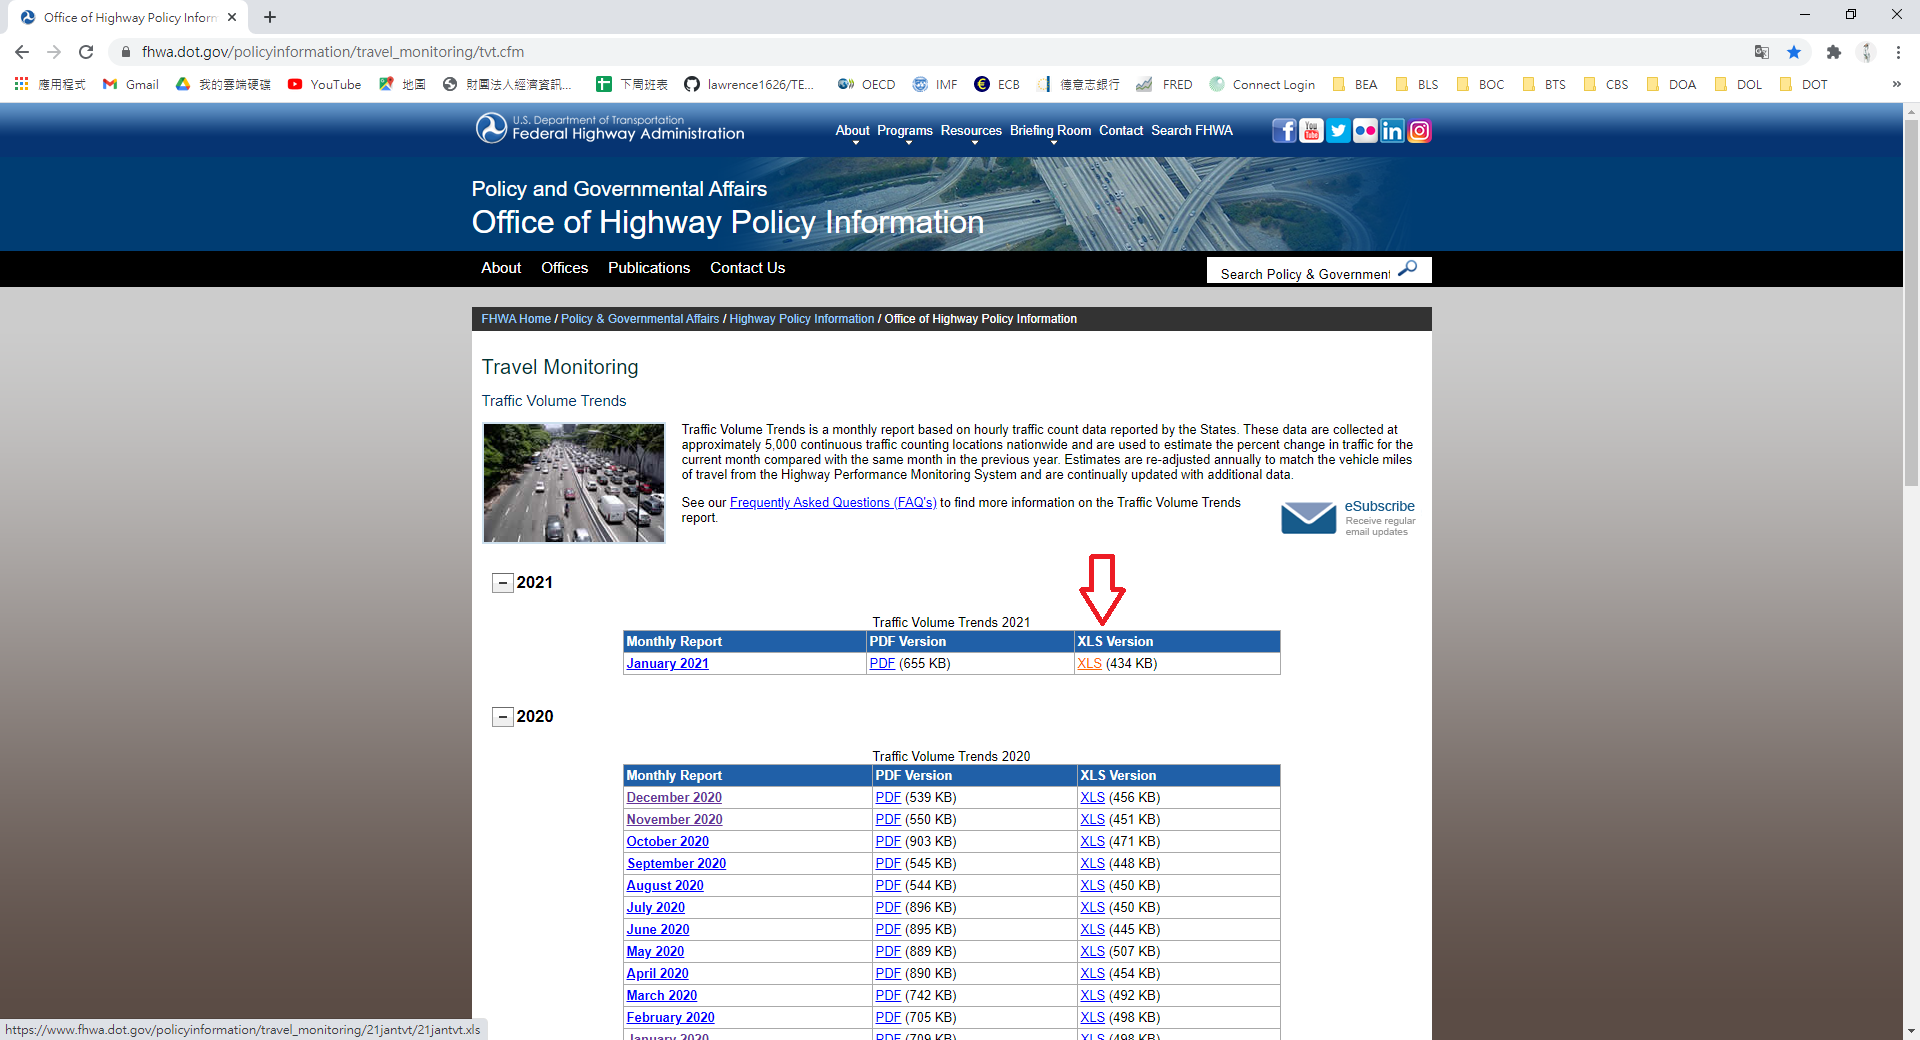 Office of Highway Policy Inform
fhwa.dot.gov/policyinformation/travel_monitoring/tvt.cfm
應用程式 Gmail 我的雲端硬碟 YouTube 地圖 財團法人經濟資訊... 下周班表 lawrence1626/TE... OECD IMF ECB 德意志銀行 FRED Connect Login BEA BLS BOC BTS CBS DOA DOL DOT »
U.S. Department of Transportation
Federal Highway Administration
About Programs Resources Briefing Room Contact Search FHWA
Policy and Governmental Affairs
Office of Highway Policy Information
About Offices Publications Contact Us
Search Policy & Government
FHWA Home / Policy & Governmental Affairs / Highway Policy Information / Office of Highway Policy Information
Travel Monitoring
Traffic Volume Trends
Traffic Volume Trends is a monthly report based on hourly traffic count data reported by the States. These data are collected at
approximately 5,000 continuous traffic counting locations nationwide and are used to estimate the percent change in traffic for the
current month compared with the same month in the previous year. Estimates are re-adjusted annually to match the vehicle miles
of travel from the Highway Performance Monitoring System and are continually updated with additional data.
See our Frequently Asked Questions (FAQ's) to find more information on the Traffic Volume Trends
report.
eSubscribe
Receive regular
email updates
2021
Traffic Volume Trends 2021
Monthly Report PDF Version XLS Version
January 2021 PDF (655 KB) XLS (434 KB)
2020
Traffic Volume Trends 2020
Monthly Report PDF Version XLS Version
December 2020 PDF (539 KB) XLS (456 KB)
November 2020 PDF (550 KB) XLS (451 KB)
October 2020 PDF (903 KB) XLS (471 KB)
September 2020 PDF (545 KB) XLS (448 KB)
August 2020 PDF (544 KB) XLS (450 KB)
July 2020 PDF (896 KB) XLS (450 KB)
June 2020 PDF (895 KB) XLS (445 KB)
May 2020 PDF (889 KB) XLS (507 KB)
April 2020 PDF (890 KB) XLS (454 KB)
March 2020 PDF (742 KB) XLS (492 KB)
February 2020 PDF (705 KB) XLS (498 KB)
January 2020 PDF (709 KB) XLS (498 KB)
https://www.fhwa.dot.gov/policyinformation/travel_monitoring/21jantvt/21jantvt.xls